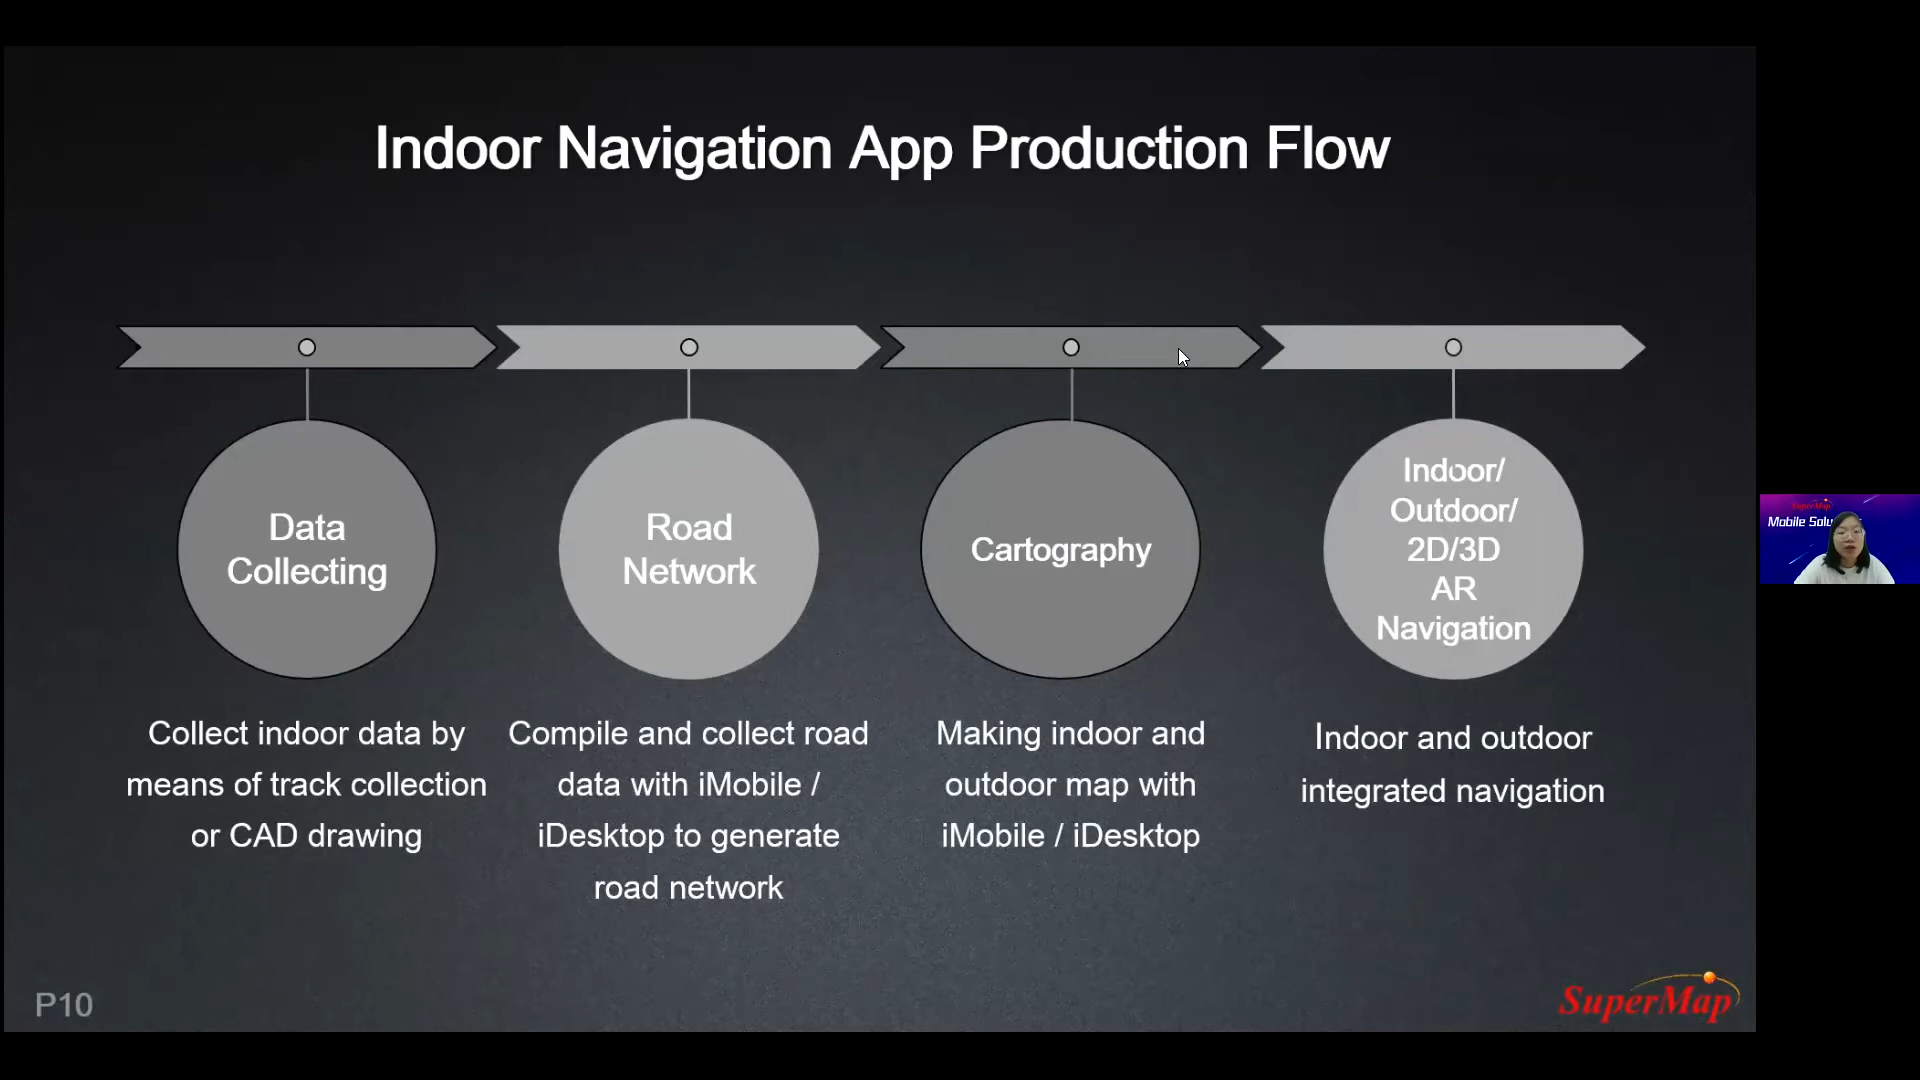 Indoor Navigation App Production Flow
Data
Collecting
Road
Network
Cartography
Indoor/
Outdoor/
2D/3D
AR
Navigation
Collect indoor data by
means of track collection
or CAD drawing
Compile and collect road
data with iMobile /
iDesktop to generate
road network
Making indoor and
outdoor map with
iMobile / iDesktop
Indoor and outdoor
integrated navigation
P10
SuperMap
SuperMap
Mobile